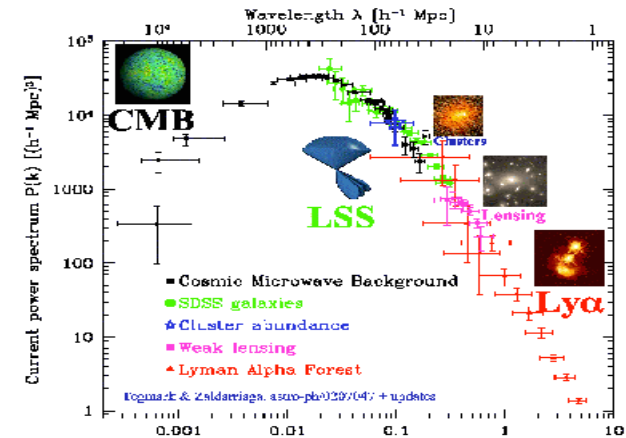 Wavelength λ [h⁻¹ Mpc]
10⁴ 1000 100 10 1
10⁵
CMB
10⁴
Clusters
Current power spectrum P(k) [(h⁻¹ Mpc)³]
1000
LSS
Lensing
100
Cosmic Microwave Background
SDSS galaxies
Lyα
10
Cluster abundance
Weak lensing
Lyman Alpha Forest
Tegmark & Zaldarriaga, astro-ph/0207047 + updates
1
0.001 0.01 0.1 1 10